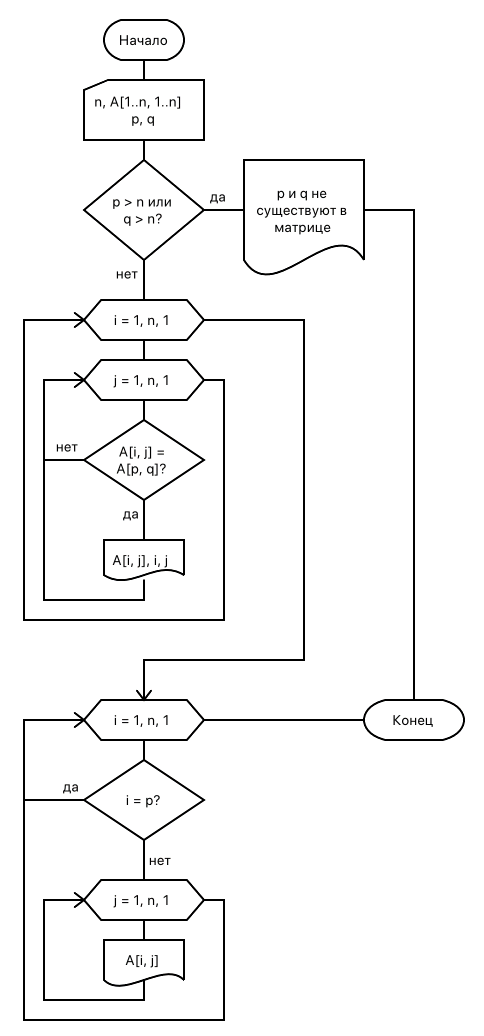 Начало
n, A[1..n, 1..n]
p, q
p > n или
q > n?
да
p и q не
существуют в
матрице
нет
i = 1, n, 1
j = 1, n, 1
нет
A[i, j] =
A[p, q]?
да
A[i, j], i, j
i = 1, n, 1
Конец
да
i = p?
нет
j = 1, n, 1
A[i, j]